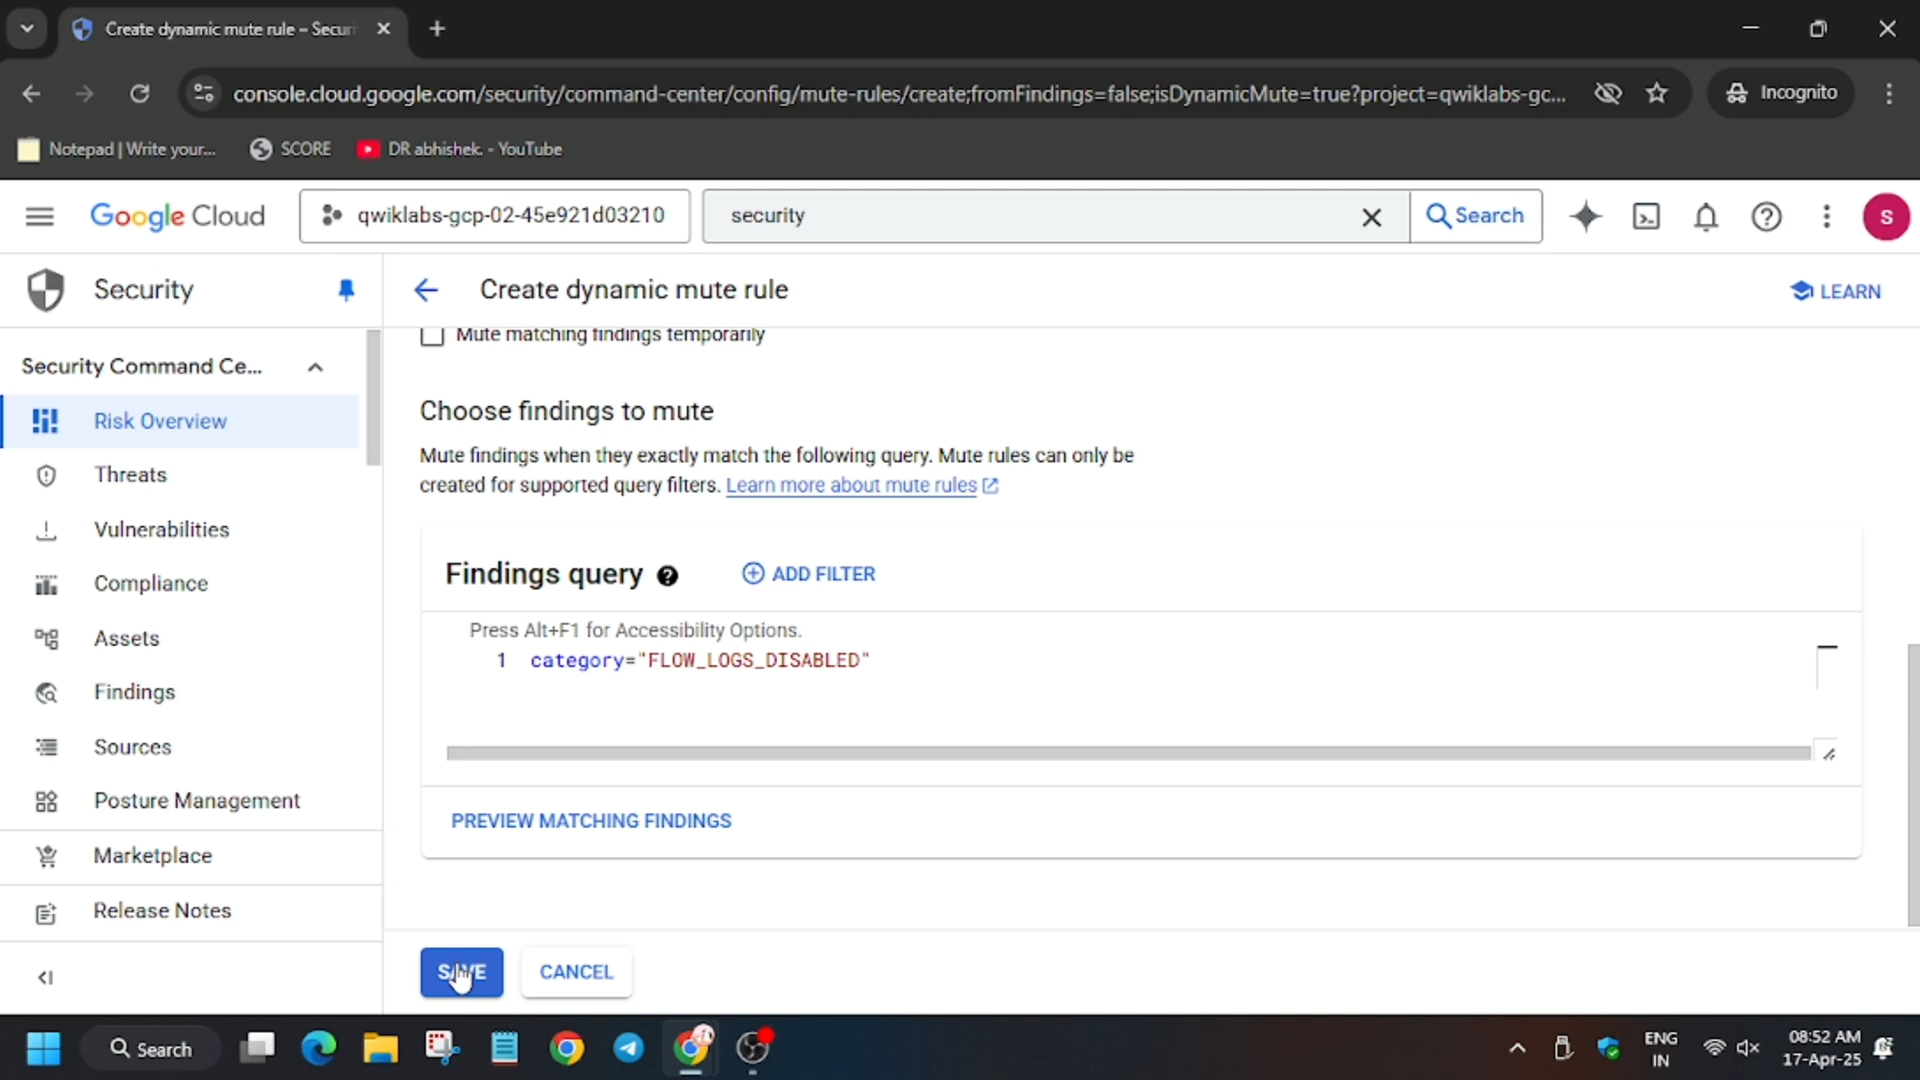 Create dynamic mute rule – Securi
console.cloud.google.com/security/command-center/config/mute-rules/create;fromFindings=false;isDynamicMute=true?project=qwiklabs-gc...
Incognito
Notepad | Write your...
SCORE
DR abhishek. - YouTube
Google Cloud
qwiklabs-gcp-02-45e921d03210
security
Search
S
Security
Create dynamic mute rule
LEARN
Security Command Ce...
Risk Overview
Threats
Vulnerabilities
Compliance
Assets
Findings
Sources
Posture Management
Marketplace
Release Notes
Mute matching findings temporarily
Choose findings to mute
Mute findings when they exactly match the following query. Mute rules can only be
created for supported query filters. Learn more about mute rules
Findings query
ADD FILTER
Press Alt+F1 for Accessibility Options.
1 category="FLOW_LOGS_DISABLED"
PREVIEW MATCHING FINDINGS
SAVE
CANCEL
Search
ENG
IN
08:52 AM
17-Apr-25